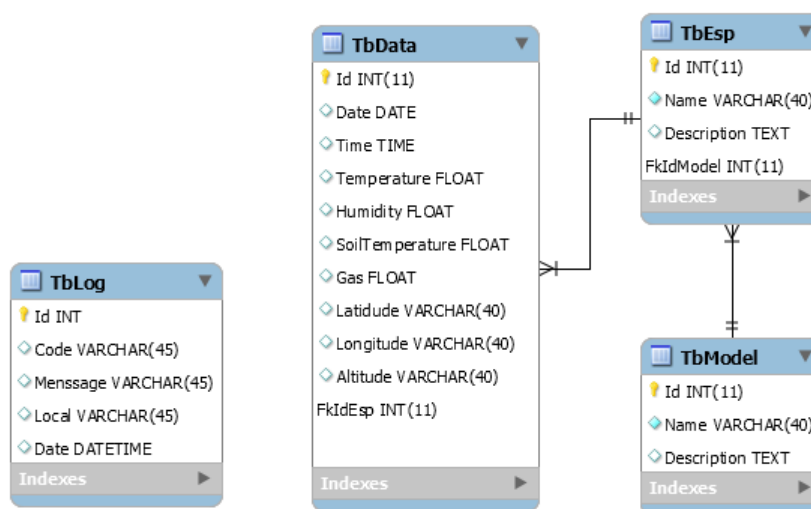 TbLog
Id INT
Code VARCHAR(45)
Menssage VARCHAR(45)
Local VARCHAR(45)
Date DATETIME
Indexes
TbData
Id INT(11)
Date DATE
Time TIME
Temperature FLOAT
Humidity FLOAT
SoilTemperature FLOAT
Gas FLOAT
Latidude VARCHAR(40)
Longitude VARCHAR(40)
Altitude VARCHAR(40)
FkIdEsp INT(11)
Indexes
TbEsp
Id INT(11)
Name VARCHAR(40)
Description TEXT
FkIdModel INT(11)
Indexes
TbModel
Id INT(11)
Name VARCHAR(40)
Description TEXT
Indexes